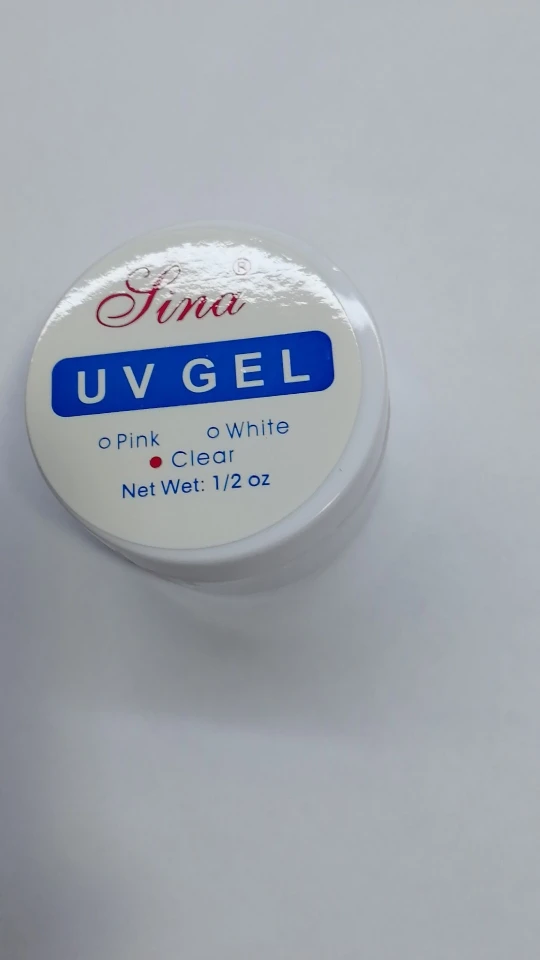 Sina®
UV GEL
Pink White
Clear
Net Wet: 1/2 oz